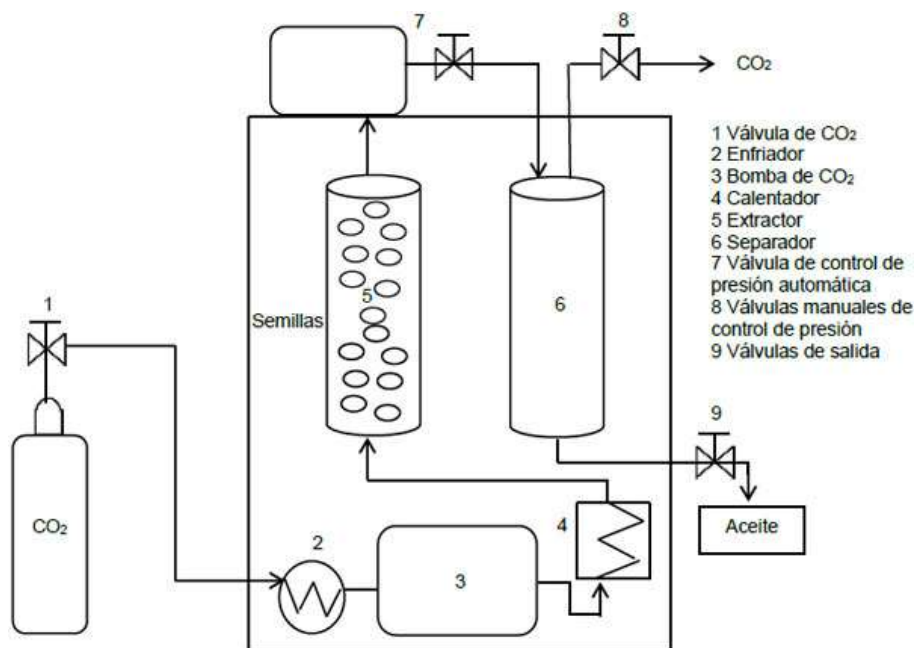 7
8
CO₂
1 Válvula de CO₂
2 Enfriador
3 Bomba de CO₂
4 Calentador
5 Extractor
6 Separador
7 Válvula de control de
presión automática
8 Válvulas manuales de
control de presión
9 Válvulas de salida
1
Semillas
5
6
9
CO₂
2
3
4
Aceite